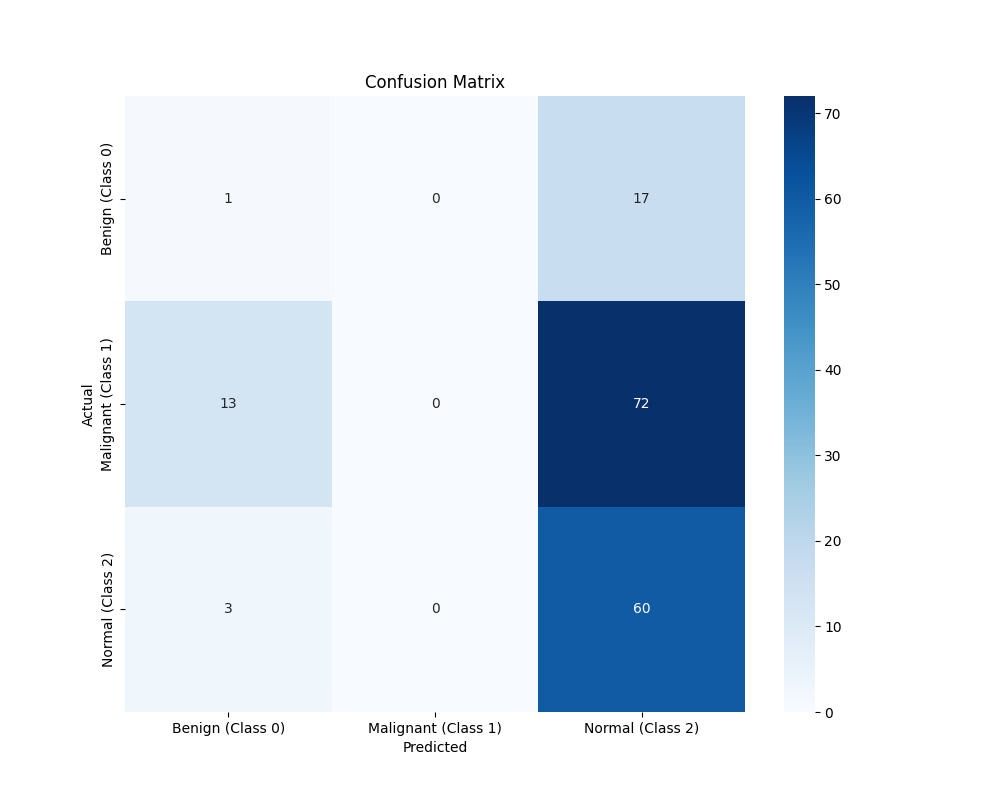 Confusion Matrix
Benign (Class 0)
1
0
17
Malignant (Class 1)
13
0
72
Normal (Class 2)
3
0
60
Actual
Benign (Class 0)
Malignant (Class 1)
Normal (Class 2)
Predicted
70
60
50
40
30
20
10
0